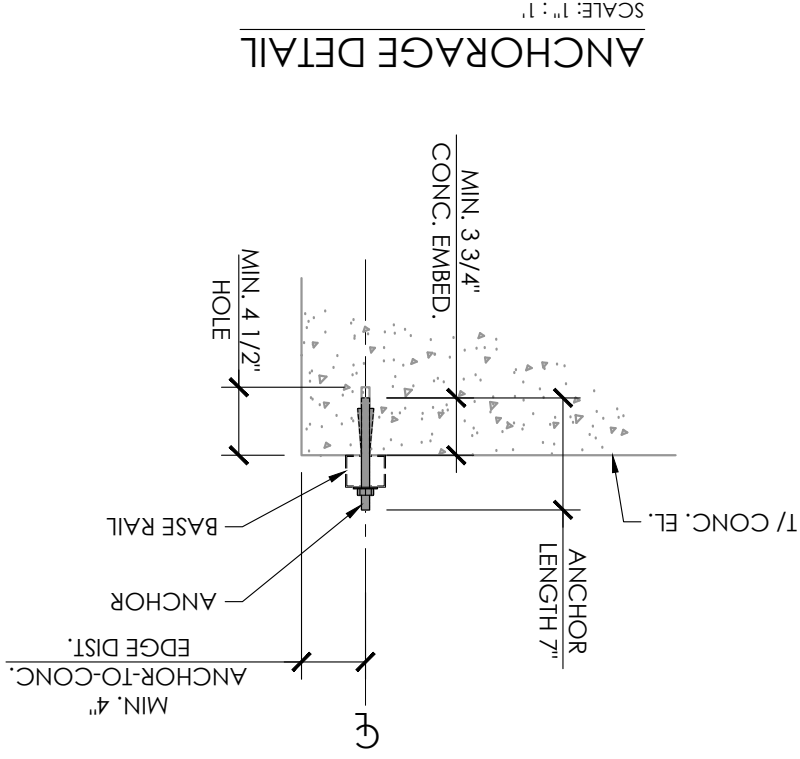 ℄
MIN. 4"
ANCHOR-TO-CONC.
EDGE DIST.
ANCHOR
LENGTH 7"
ANCHOR
T/ CONC. EL.
BASE RAIL
MIN. 4 1/2"
HOLE
MIN. 3 3/4"
CONC. EMBED.
ANCHORAGE DETAIL
SCALE: 1" : 1'